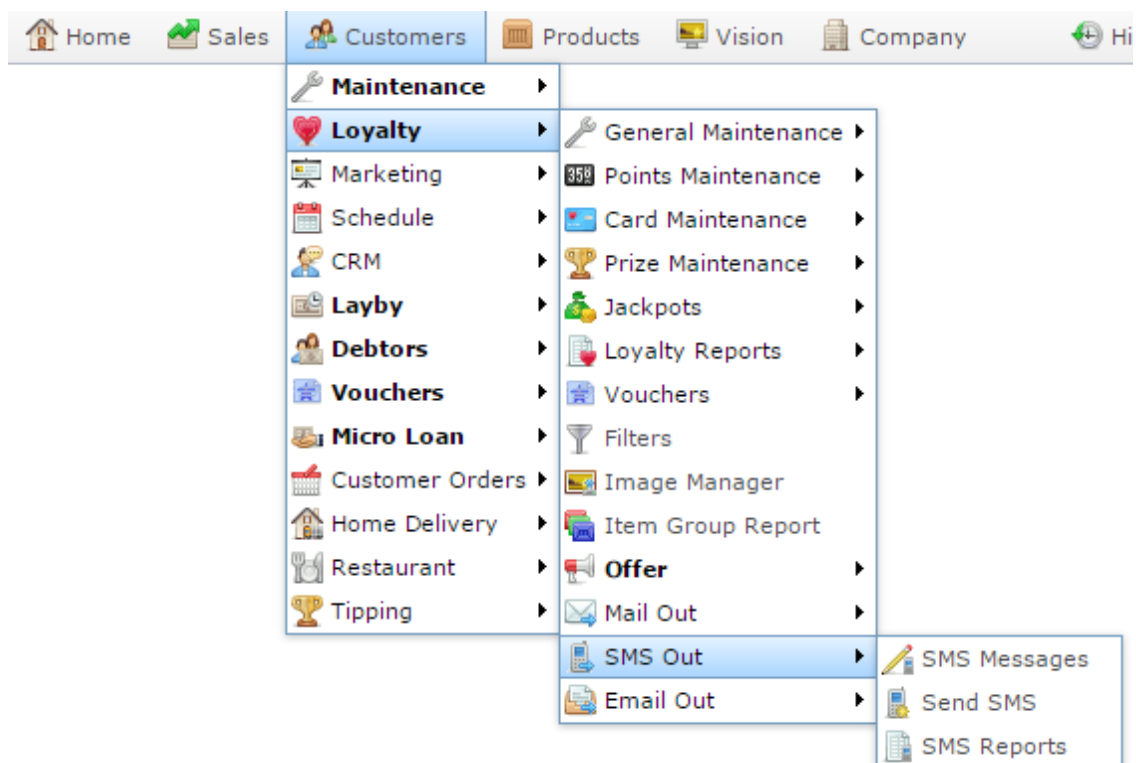 Home Sales Customers Products Vision Company Hi
Maintenance
Loyalty
Marketing
Schedule
CRM
Layby
Debtors
Vouchers
Micro Loan
Customer Orders
Home Delivery
Restaurant
Tipping
General Maintenance
358 Points Maintenance
Card Maintenance
Prize Maintenance
Jackpots
Loyalty Reports
Vouchers
Filters
Image Manager
Item Group Report
Offer
Mail Out
SMS Out
Email Out
SMS Messages
Send SMS
SMS Reports